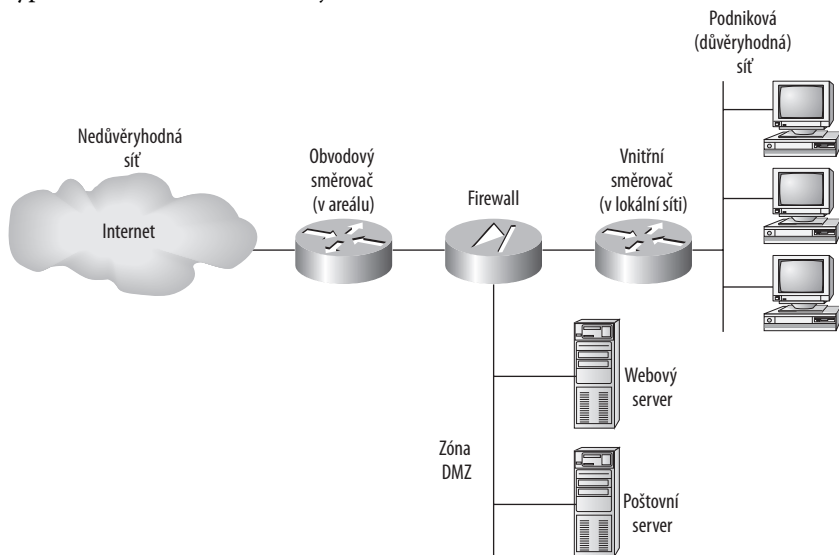 Podniková
(důvěryhodná)
síť
Nedůvěryhodná
síť
Internet
Obvodový
směrovač
(v areálu)
Firewall
Vnitřní
směrovač
(v lokální síti)
Webový
server
Zóna
DMZ
Poštovní
server